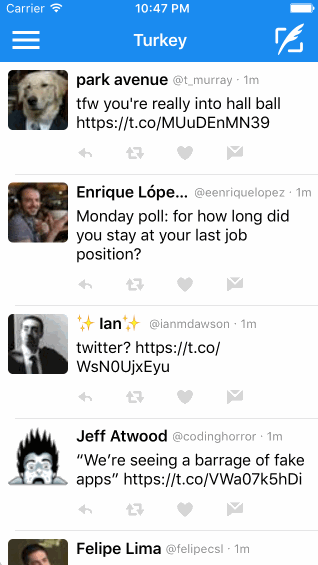 Carrier 10:47 PM
Turkey
park avenue @t_murray · 1m
tfw you're really into hall ball
https://t.co/MUuDEnMN39
Enrique Lópe... @eenriquelopez · 1m
Monday poll: for how long did
you stay at your last job
position?
✨ Ian✨ @ianmdawson · 1m
twitter? https://t.co/
WsN0UjxEyu
Jeff Atwood @codinghorror · 1m
“We’re seeing a barrage of fake
apps” https://t.co/VWa07k5hDi
Felipe Lima @felipecsl · 1m